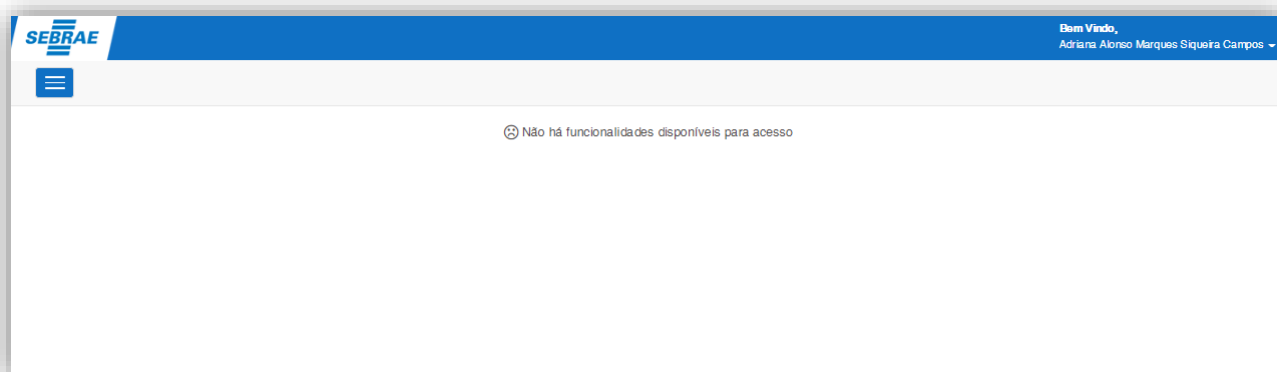 SEBRAE
Bem Vindo,
Adriana Alonso Marques Siqueira Campos
Não há funcionalidades disponíveis para acesso